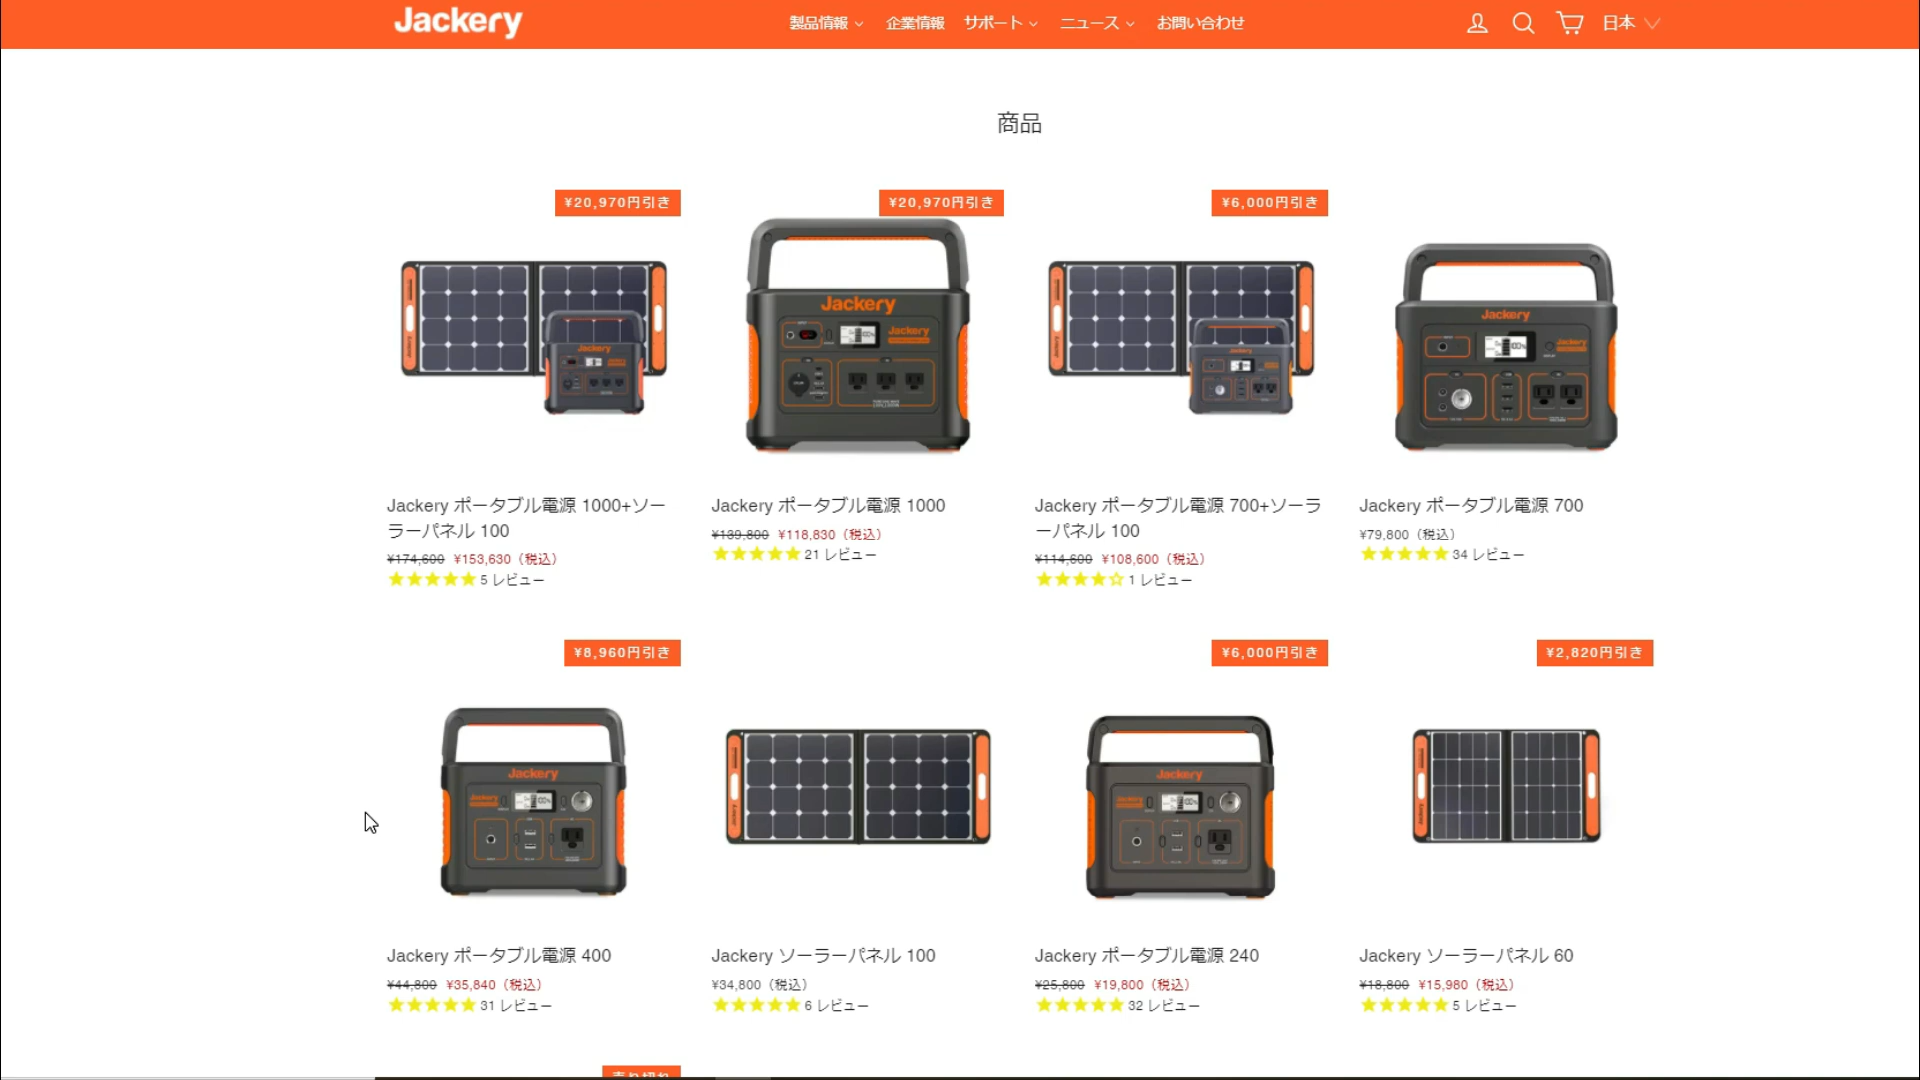 Jackery
製品情報 企業情報 サポート ニュース お問い合わせ
日本
商品
¥20,970円引き
¥20,970円引き
¥6,000円引き
Jackery ポータブル電源 1000+ソー
ラーパネル 100
¥174,600 ¥153,630（税込）
5 レビュー
Jackery ポータブル電源 1000
¥139,800 ¥118,830（税込）
21 レビュー
Jackery ポータブル電源 700+ソーラ
ーパネル 100
¥114,600 ¥108,600（税込）
1 レビュー
Jackery ポータブル電源 700
¥79,800（税込）
34 レビュー
¥8,960円引き
¥6,000円引き
¥2,820円引き
Jackery ポータブル電源 400
¥44,800 ¥35,840（税込）
31 レビュー
Jackery ソーラーパネル 100
¥34,800（税込）
6 レビュー
Jackery ポータブル電源 240
¥25,800 ¥19,800（税込）
32 レビュー
Jackery ソーラーパネル 60
¥18,800 ¥15,980（税込）
5 レビュー
売り切れ